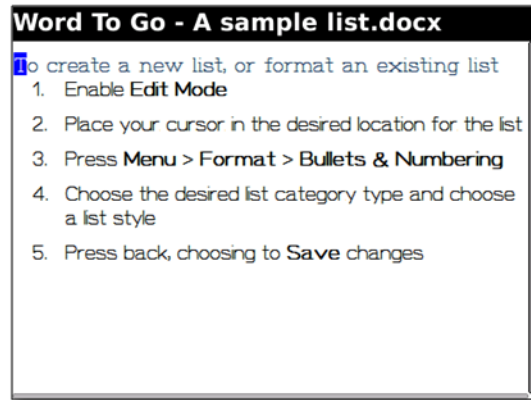 Word To Go - A sample list.docx
To create a new list, or format an existing list
1. Enable Edit Mode
2. Place your cursor in the desired location for the list
3. Press Menu > Format > Bullets & Numbering
4. Choose the desired list category type and choose
a list style
5. Press back, choosing to Save changes